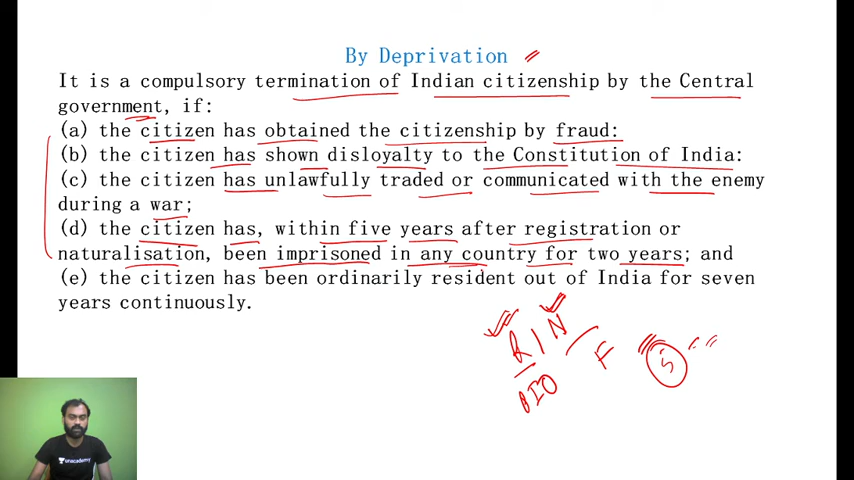 By Deprivation
It is a compulsory termination of Indian citizenship by the Central
government, if:
(a) the citizen has obtained the citizenship by fraud:
(b) the citizen has shown disloyalty to the Constitution of India:
(c) the citizen has unlawfully traded or communicated with the enemy
during a war;
(d) the citizen has, within five years after registration or
naturalisation, been imprisoned in any country for two years; and
(e) the citizen has been ordinarily resident out of India for seven
years continuously.
R / N
F
5
PIO
unacademy